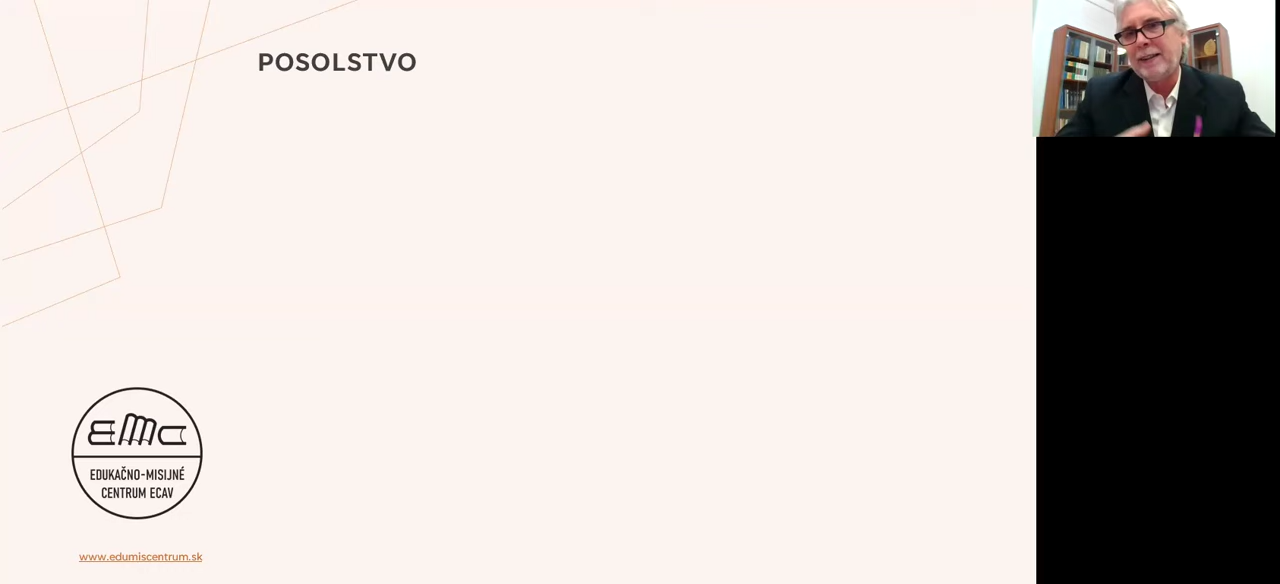 POSOLSTVO
EMC
EDUKAČNO-MISIJNÉ
CENTRUM ECAV
www.edumiscentrum.sk